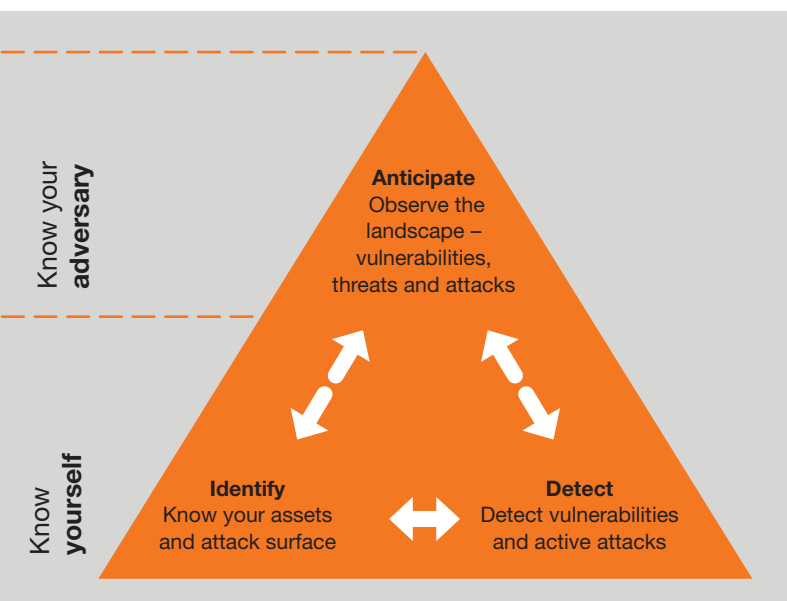 Know your
adversary
Anticipate
Observe the
landscape –
vulnerabilities,
threats and attacks
Know
yourself
Identify
Know your assets
and attack surface
Detect
Detect vulnerabilities
and active attacks